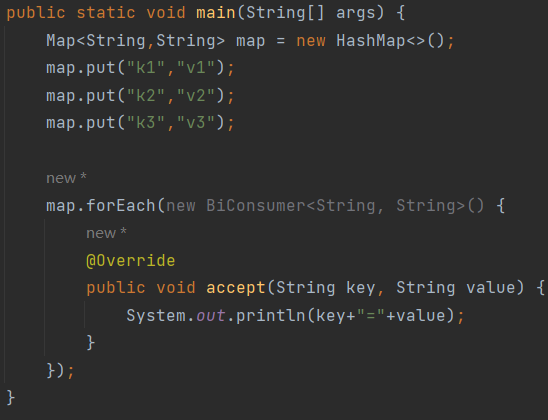 public static void main(String[] args) {
    Map<String,String> map = new HashMap<>();
    map.put("k1","v1");
    map.put("k2","v2");
    map.put("k3","v3");
    new *
    map.forEach(new BiConsumer<String, String>() {
        new *
        @Override
        public void accept(String key, String value) {
            System.out.println(key+"="+value);
        }
    });
}